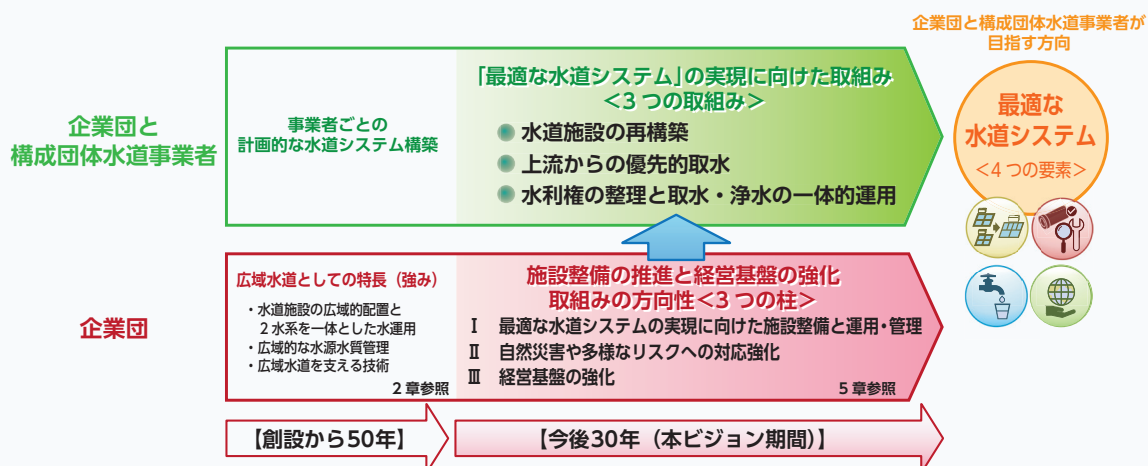 企業団と構成団体水道事業者が
目指す方向
最適な
水道システム
＜4つの要素＞
企業団と
構成団体水道事業者
事業者ごとの
計画的な水道システム構築
「最適な水道システム」の実現に向けた取組み
＜3つの取組み＞
● 水道施設の再構築
● 上流からの優先的取水
● 水利権の整理と取水・浄水の一体的運用
企業団
広域水道としての特長（強み）
・水道施設の広域的配置と
2水系を一体とした水運用
・広域的な水源水質管理
・広域水道を支える技術
2章参照
施設整備の推進と経営基盤の強化
取組みの方向性＜3つの柱＞
Ⅰ 最適な水道システムの実現に向けた施設整備と運用・管理
Ⅱ 自然災害や多様なリスクへの対応強化
Ⅲ 経営基盤の強化
5章参照
【創設から50年】
【今後30年（本ビジョン期間）】